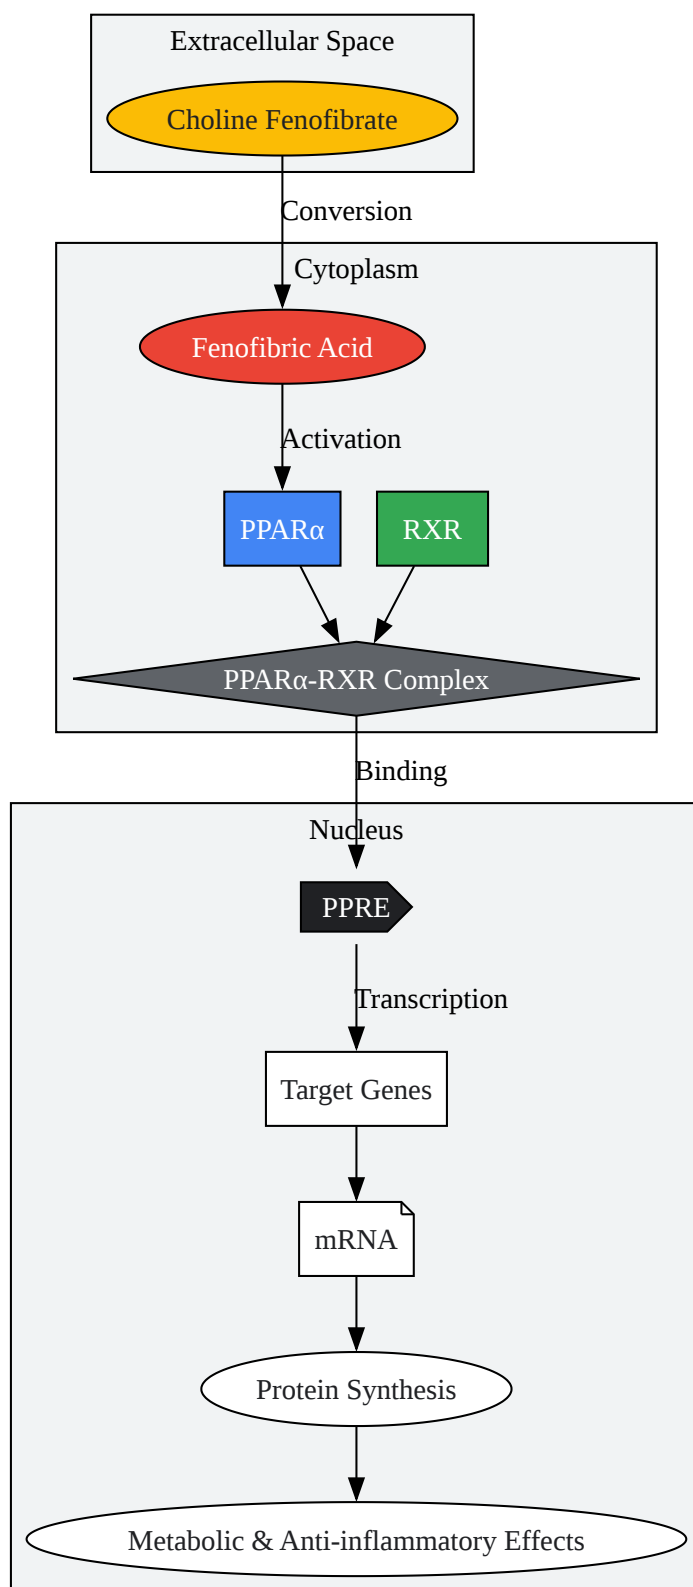 Extracellular Space
Choline Fenofibrate
Conversion
Cytoplasm
Fenofibric Acid
Activation
PPARα
RXR
PPARα-RXR Complex
Binding
Nucleus
PPRE
Transcription
Target Genes
mRNA
Protein Synthesis
Metabolic & Anti-inflammatory Effects